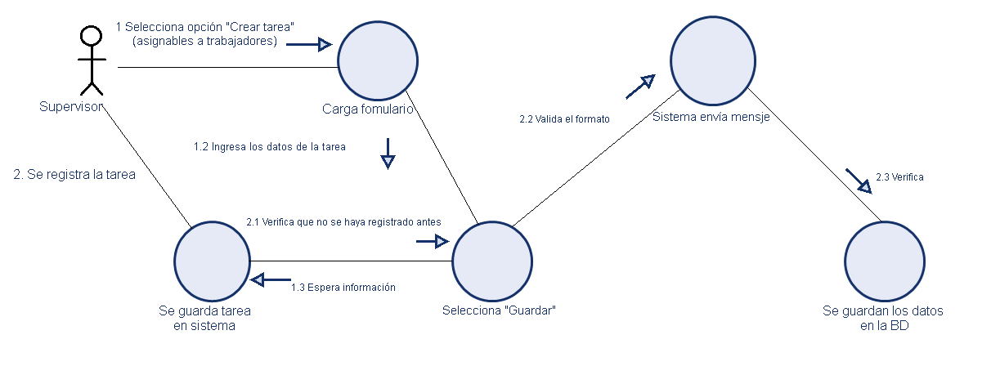 1 Selecciona opción "Crear tarea"
(asignables a trabajadores)
Supervisor
Carga fomulario
2.2 Valida el formato
Sistema envía mensje
1.2 Ingresa los datos de la tarea
2. Se registra la tarea
2.3 Verifica
2.1 Verifica que no se haya registrado antes
1.3 Espera información
Se guarda tarea
en sistema
Selecciona "Guardar"
Se guardan los datos
en la BD